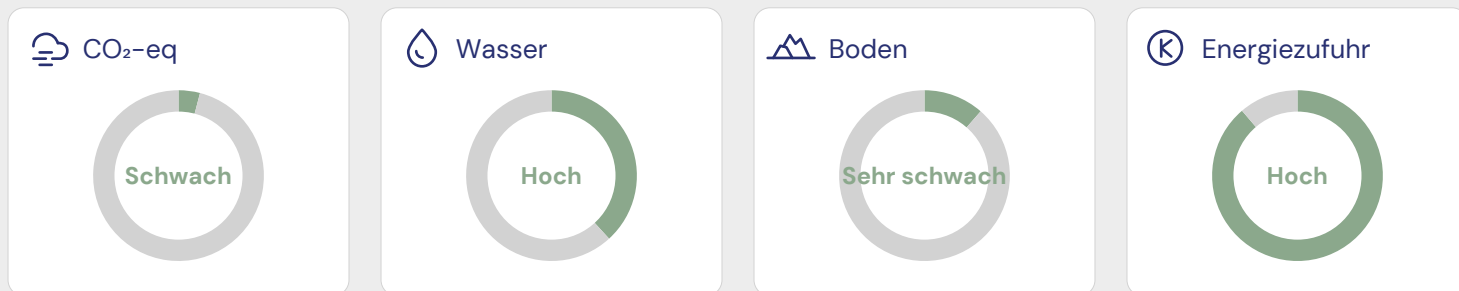 CO₂-eq
Wasser
Boden
Energiezufuhr
Schwach
Hoch
Sehr schwach
Hoch